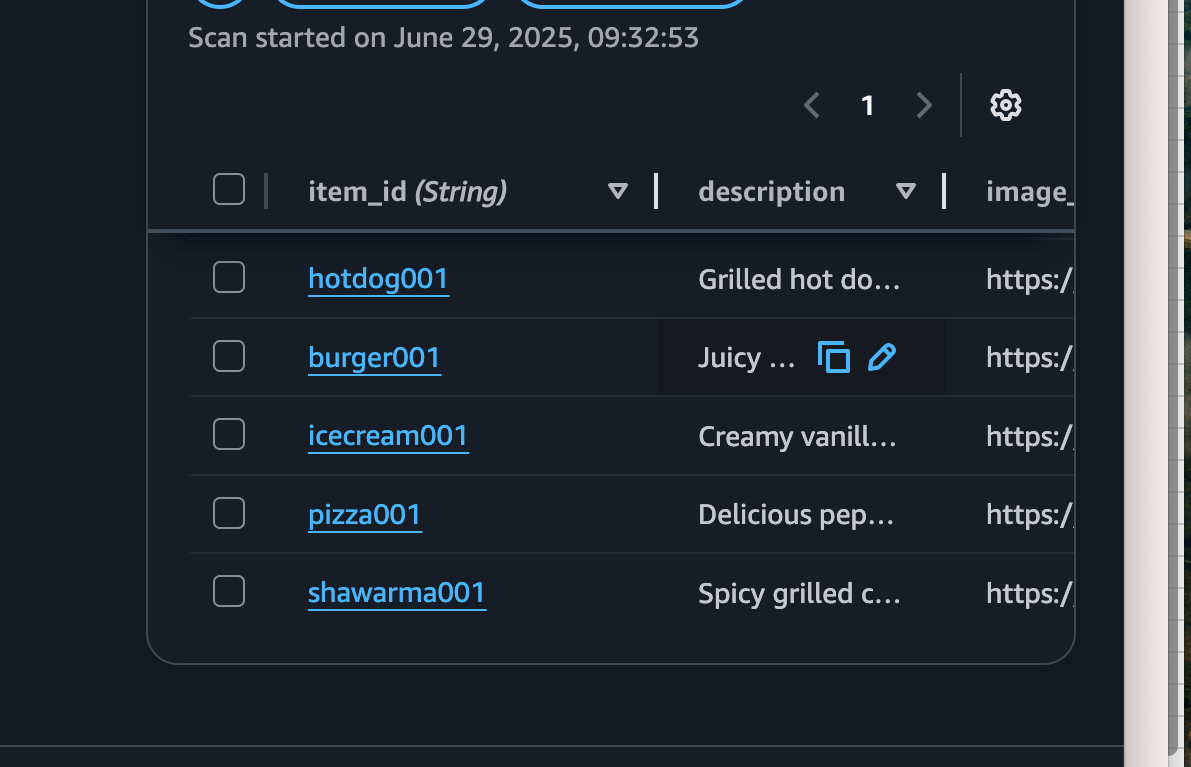 Scan started on June 29, 2025, 09:32:53
1
item_id (String) description image_
hotdog001 Grilled hot do... https:/
burger001 Juicy ... https:/
icecream001 Creamy vanill... https:/
pizza001 Delicious pep... https:/
shawarma001 Spicy grilled c... https:/